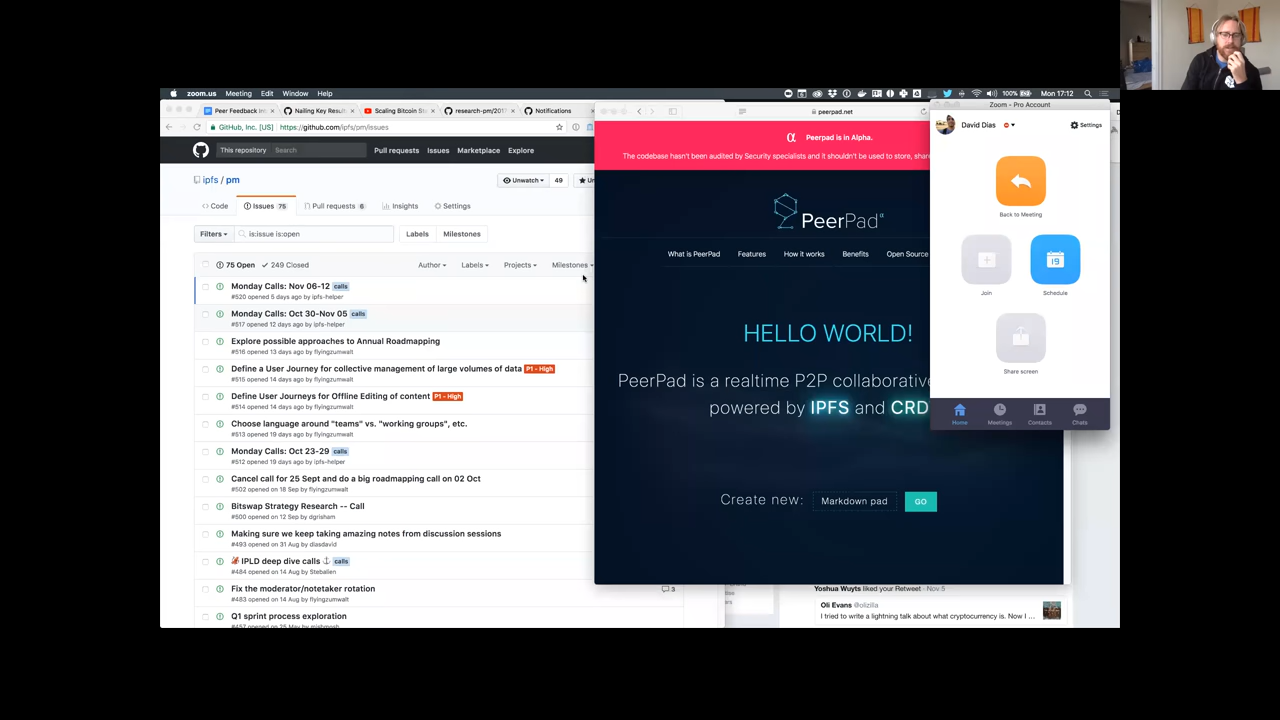 zoom.us Meeting Edit Window Help
100% Mon 17:12
Peer Feedback
Nailing Key Resu
Scaling Bitcoin S
research-pm/201
Notifications
GitHub, Inc. [US] https://github.com/ipfs/pm/issues
This repository Search Pull requests Issues Marketplace Explore
ipfs / pm
Unwatch 49
Code Issues 75 Pull requests 6 Insights Settings
Filters is:issue is:open Labels Milestones
75 Open 249 Closed Author Labels Projects Milestones
Monday Calls: Nov 06-12 calls
#520 opened 5 days ago by ipfs-helper
Monday Calls: Oct 30-Nov 05 calls
#517 opened 12 days ago by ipfs-helper
Explore possible approaches to Annual Roadmapping
#516 opened 13 days ago by flyingzumwalt
Define a User Journey for collective management of large volumes of data P1 - High
#515 opened 14 days ago by flyingzumwalt
Define User Journeys for Offline Editing of content P1 - High
#514 opened 14 days ago by flyingzumwalt
Choose language around "teams" vs. "working groups", etc.
#513 opened 19 days ago by flyingzumwalt
Monday Calls: Oct 23-29 calls
#512 opened 19 days ago by ipfs-helper
Cancel call for 25 Sept and do a big roadmapping call on 02 Oct
#502 opened on 18 Sep by flyingzumwalt
Bitswap Strategy Research -- Call
#500 opened on 12 Sep by dgrisham
Making sure we keep taking amazing notes from discussion sessions
#493 opened on 31 Aug by diasdavid
IPLD deep dive calls calls
#484 opened on 14 Aug by Stebalien
Fix the moderator/notetaker rotation
#483 opened on 14 Aug by flyingzumwalt
3
Q1 sprint process exploration
peerpad.net
α Peerpad is in Alpha.
The codebase hasn't been audited by Security specialists and it shouldn't be used to store, share
PeerPad α
What is PeerPad Features How it works Benefits Open Source
HELLO WORLD!
PeerPad is a realtime P2P collaborative
powered by IPFS and CRD
Create new: Markdown pad GO
Zoom - Pro Account
David Dias Settings
Back to Meeting
19
Join Schedule
Share screen
Home Meetings Contacts Chats
Yoshua Wuyts liked your Retweet · Nov 5
Oli Evans @olizilla
I tried to write a lightning talk about what cryptocurrency is. Now I ...